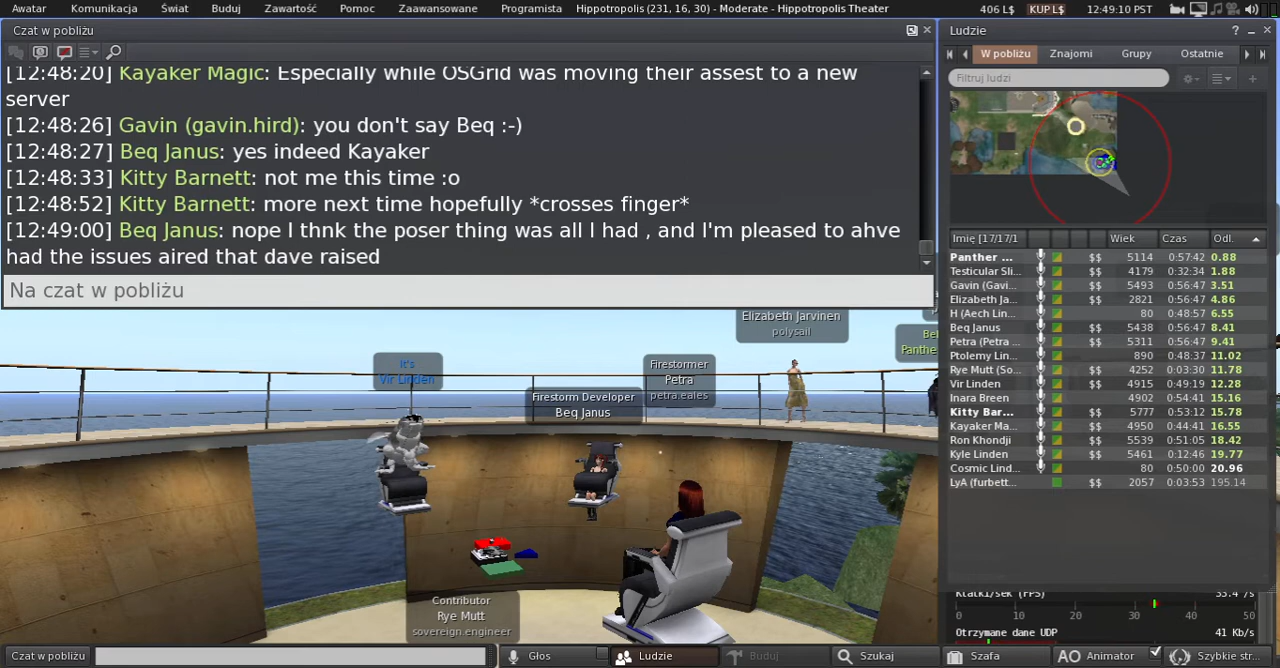 Awatar Komunikacja Świat Buduj Zawartość Pomoc Zaawansowane Programista Hippotropolis (231, 16, 30) - Moderate - Hippotropolis Theater 406 L$ KUP L$ 12:49:10 PST
Czat w pobliżu
[12:48:20] Kayaker Magic: Especially while OSGrid was moving their assest to a new
server
[12:48:26] Gavin (gavin.hird): you don't say Beq :-)
[12:48:27] Beq Janus: yes indeed Kayaker
[12:48:33] Kitty Barnett: not me this time :o
[12:48:52] Kitty Barnett: more next time hopefully *crosses finger*
[12:49:00] Beq Janus: nope I thnk the poser thing was all I had , and I'm pleased to ahve
had the issues aired that dave raised
Na czat w pobliżu
Elizabeth Jarvinen
polysail
Panthe
It's
Vir Linden
Firestormer
Petra
petra.eales
Firestorm Developer
Beq Janus
Contributor
Rye Mutt
sovereign.engineer
Ludzie
W pobliżu Znajomi Grupy Ostatnie
Filtruj ludzi
Imię [17/17/1 Wiek Czas Odl.
Panther ... $$ 5114 0:57:42 0.88
Testicular Sli... $$ 4179 0:32:34 1.88
Gavin (Gavi... $$ 5493 0:56:47 3.51
Elizabeth Ja... $$ 2821 0:56:47 4.86
H (Aech Lin... 80 0:48:57 6.55
Beq Janus $$ 5438 0:56:47 8.41
Petra (Petra ... $$ 5311 0:56:47 9.41
Ptolemy Lin... 890 0:48:37 11.02
Rye Mutt (So... $$ 4252 0:03:30 11.78
Vir Linden $$ 4915 0:49:19 12.28
Inara Breen $$ 4902 0:54:41 15.16
Kitty Bar... $$ 5777 0:53:12 15.78
Kayaker Ma... $$ 4950 0:44:41 16.55
Ron Khondji $$ 5539 0:51:05 18.42
Kyle Linden $$ 5461 0:12:46 19.77
Cosmic Lind... 80 0:50:00 20.96
LyA (furbett... $$ 2057 0:03:53 195.14
Klatki/sek (FPS) 33.4 /s
0 10 20 30 40 50
Otrzymane dane UDP 41 Kb/s
Czat w pobliżu Głos Ludzie Buduj Szukaj Szafa AO Animator Szybkie str...